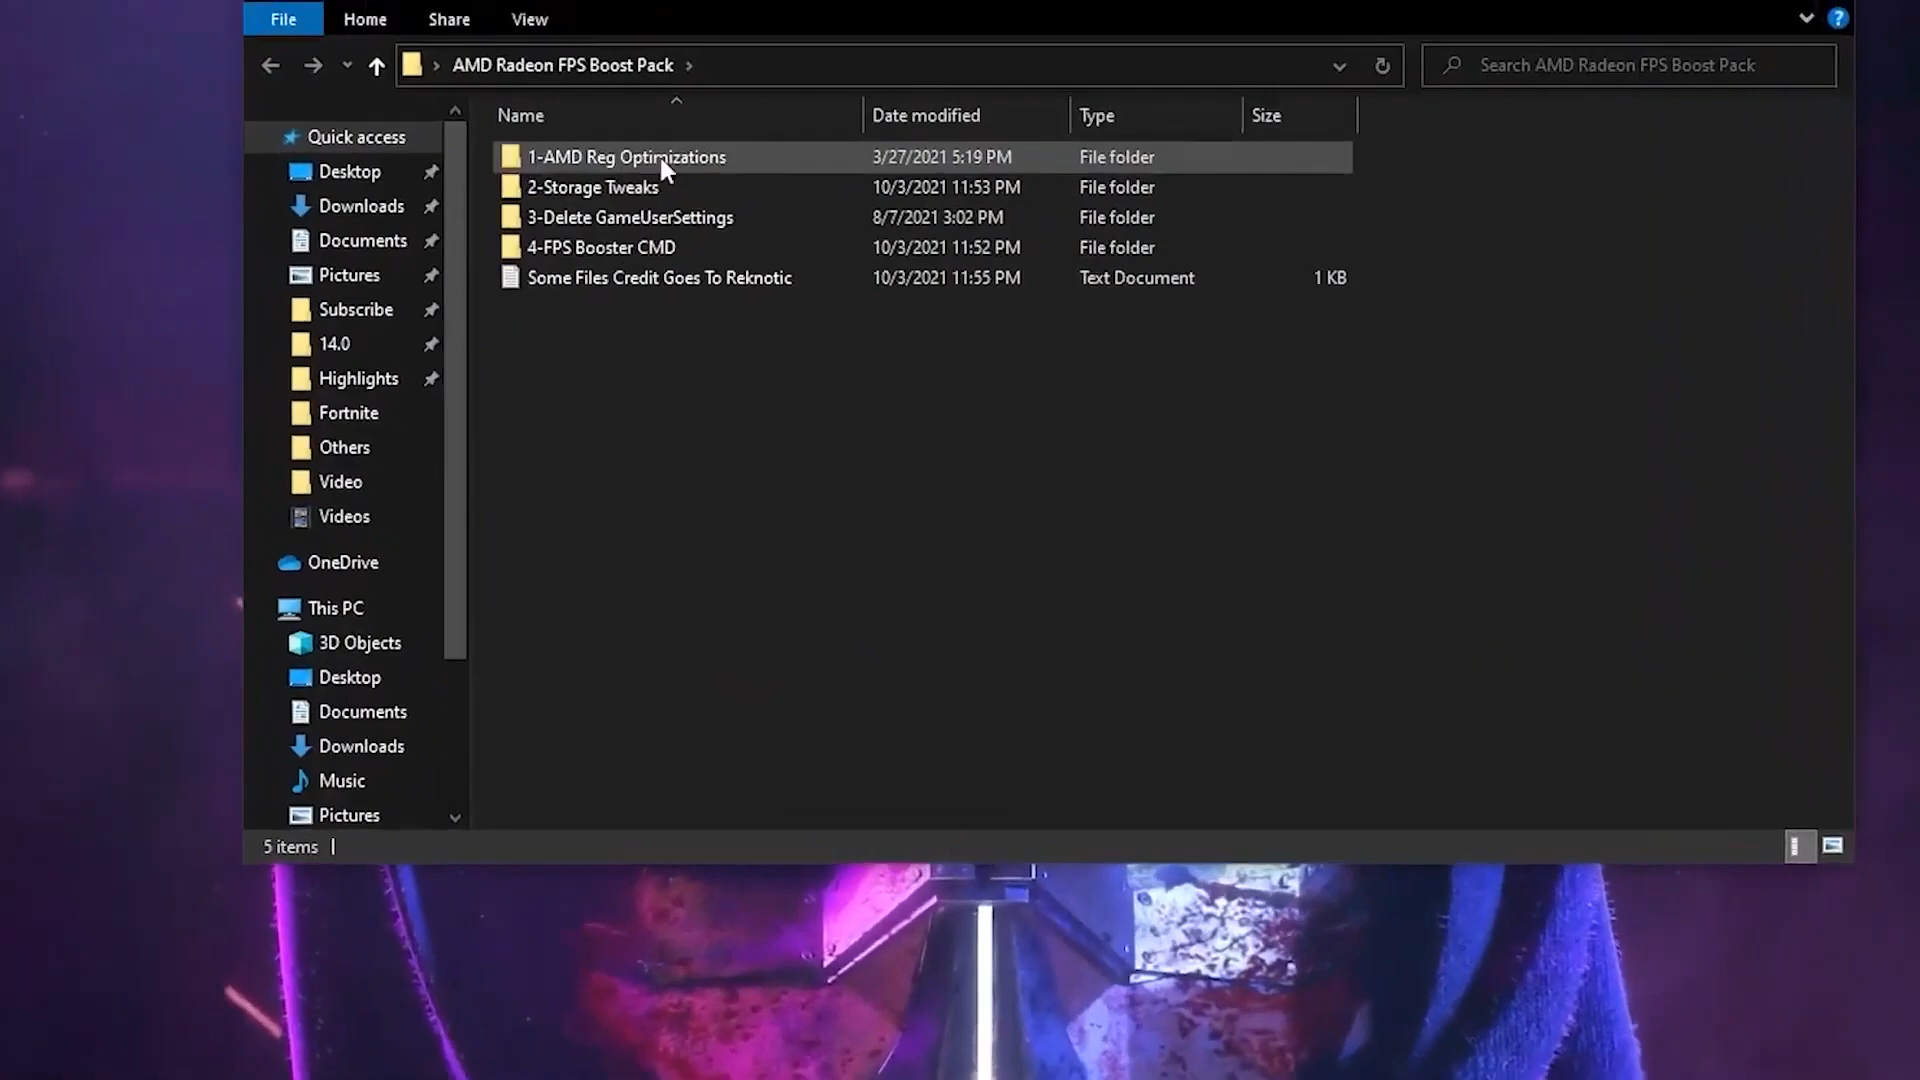 File Home Share View ?
AMD Radeon FPS Boost Pack
Search AMD Radeon FPS Boost Pack
Name Date modified Type Size
1-AMD Reg Optimizations 3/27/2021 5:19 PM File folder
2-Storage Tweaks 10/3/2021 11:53 PM File folder
3-Delete GameUserSettings 8/7/2021 3:02 PM File folder
4-FPS Booster CMD 10/3/2021 11:52 PM File folder
Some Files Credit Goes To Reknotic 10/3/2021 11:55 PM Text Document 1 KB
Quick access
Desktop
Downloads
Documents
Pictures
Subscribe
14.0
Highlights
Fortnite
Others
Video
Videos
OneDrive
This PC
3D Objects
Desktop
Documents
Downloads
Music
Pictures
5 items